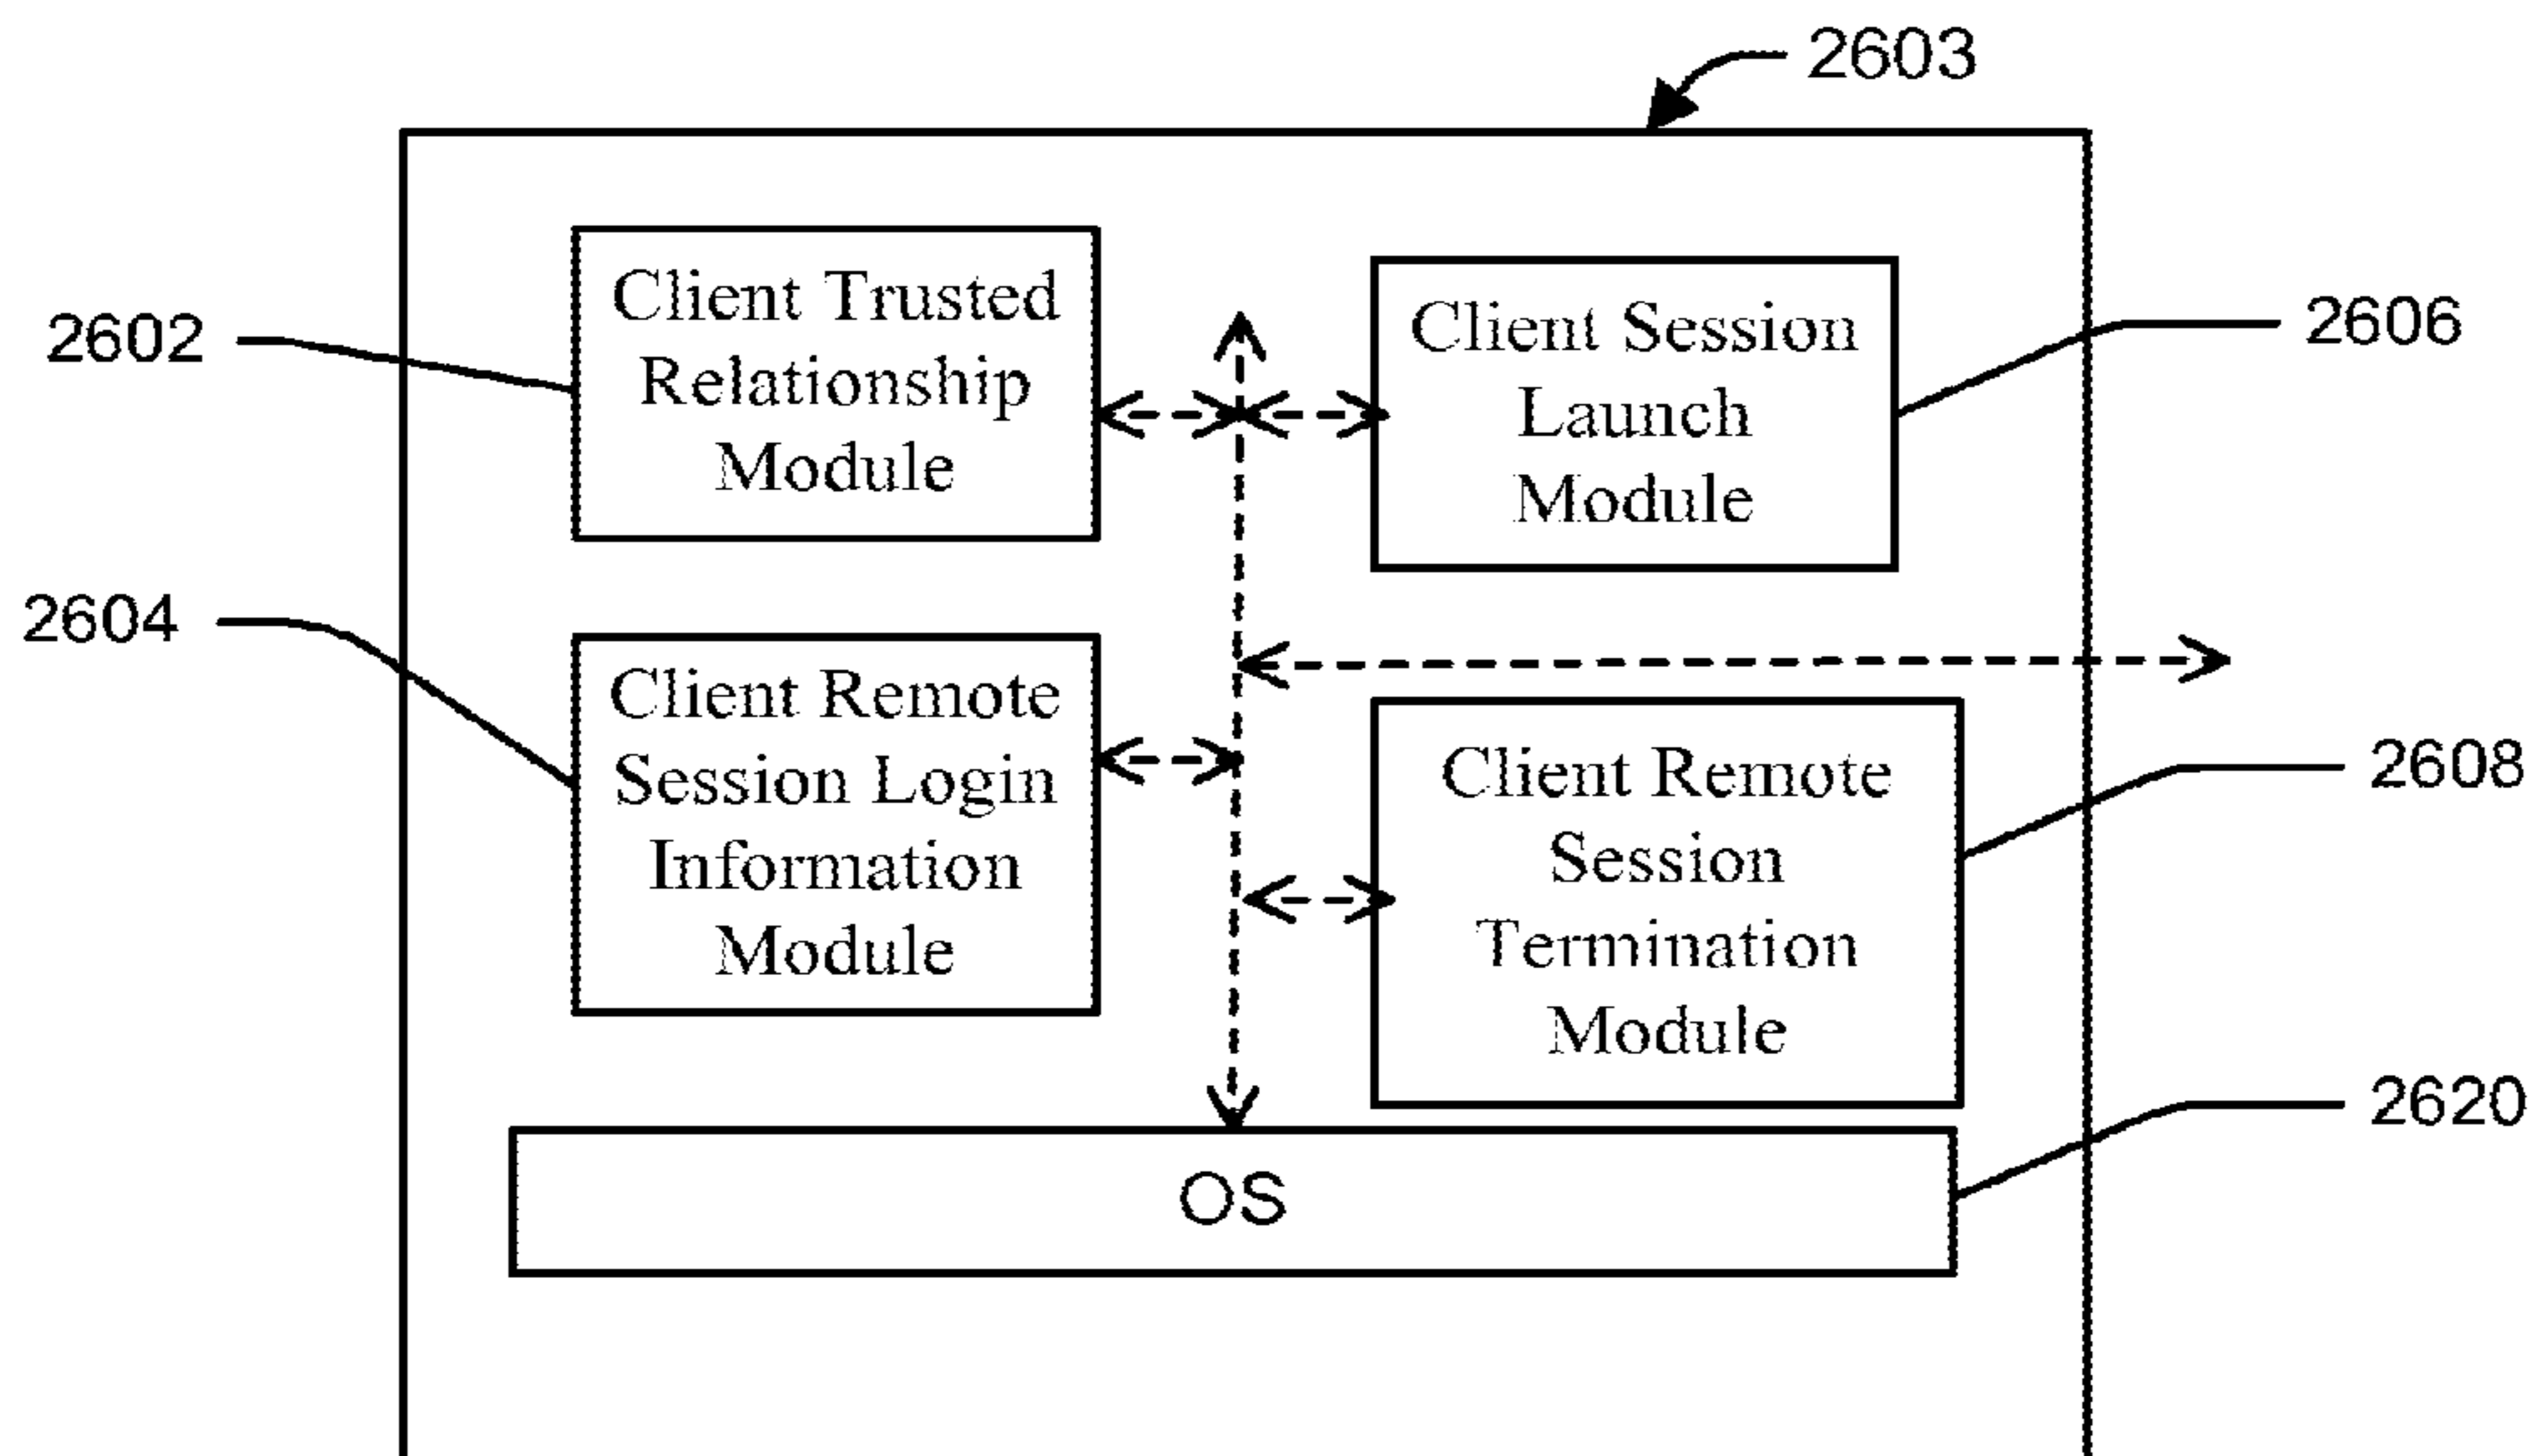 2603
Client Trusted
Relationship
Module
2602
Client Session
Launch
Module
2606
2604
Client Remote
Session Login
Information
Module
Client Remote
Session
Termination
Module
2608
2620
OS